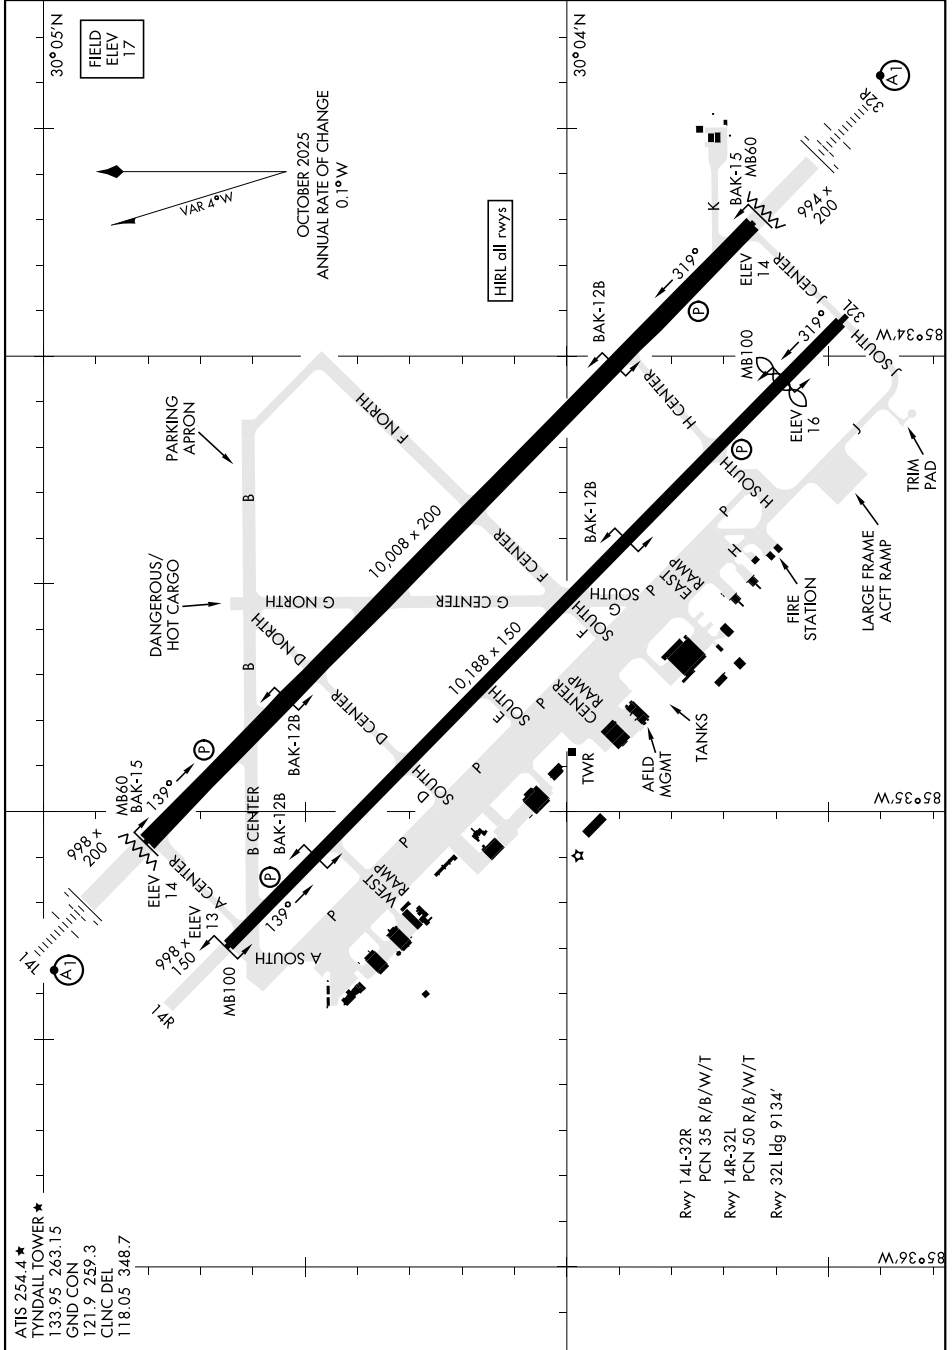 ATIS 254.4 ★
TYNDALL TOWER ★
133.95 263.15
GND CON
121.9 259.3
CLNC DEL
118.05 348.7
FIELD
ELEV
17
30°05'N
30°04'N
VAR 4°W
OCTOBER 2025
ANNUAL RATE OF CHANGE
0.1°W
HIRL all rwys
A1
14L
998 x
200
MB60
BAK-15
ELEV
14
139°
P
A CENTER
14R
998 x
150
ELEV
13
MB100
139°
P
A SOUTH
B CENTER
BAK-12B
BAK-12B
B
B
PARKING
APRON
DANGEROUS/
HOT CARGO
D NORTH
D CENTER
D
SOUTH
G NORTH
G CENTER
G
SOUTH
F NORTH
F CENTER
F
SOUTH
E
SOUTH
10,008 x 200
10,188 x 150
BAK-12B
BAK-12B
H CENTER
H SOUTH
H
P
P
P
P
P
P
WEST
RAMP
CENTER
RAMP
EAST
RAMP
TWR
AFLD
MGMT
TANKS
FIRE
STATION
LARGE FRAME
ACFT RAMP
TRIM
PAD
J
J SOUTH
J CENTER
K
BAK-15
MB60
994 x
200
32R
A1
ELEV
14
319°
P
32L
319°
MB100
ELEV
16
P
85°34'W
85°35'W
85°36'W
Rwy 14L-32R
PCN 35 R/B/W/T
Rwy 14R-32L
PCN 50 R/B/W/T
Rwy 32L ldg 9134'